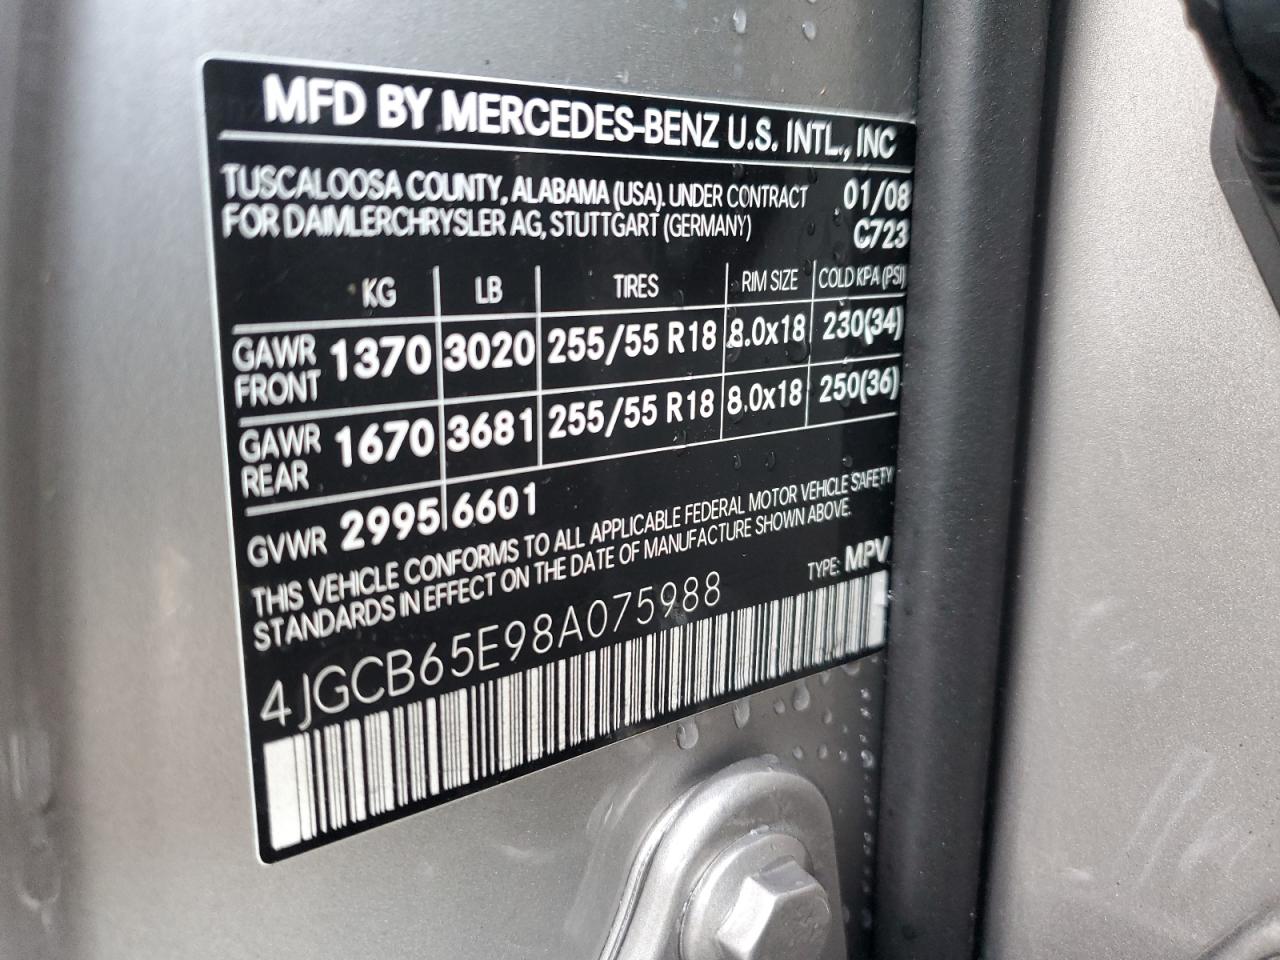 MFD BY MERCEDES-BENZ U.S. INTL., INC
TUSCALOOSA COUNTY, ALABAMA (USA). UNDER CONTRACT 01/08
FOR DAIMLERCHRYSLER AG, STUTTGART (GERMANY) C723
KG LB TIRES RIM SIZE COLD KPA (PSI)
GAWR FRONT 1370 3020 255/55 R18 8.0x18 230(34)
GAWR REAR 1670 3681 255/55 R18 8.0x18 250(36)
GVWR 2995 6601
THIS VEHICLE CONFORMS TO ALL APPLICABLE FEDERAL MOTOR VEHICLE SAFETY
STANDARDS IN EFFECT ON THE DATE OF MANUFACTURE SHOWN ABOVE.
TYPE: MPV
4JGCB65E98A075988